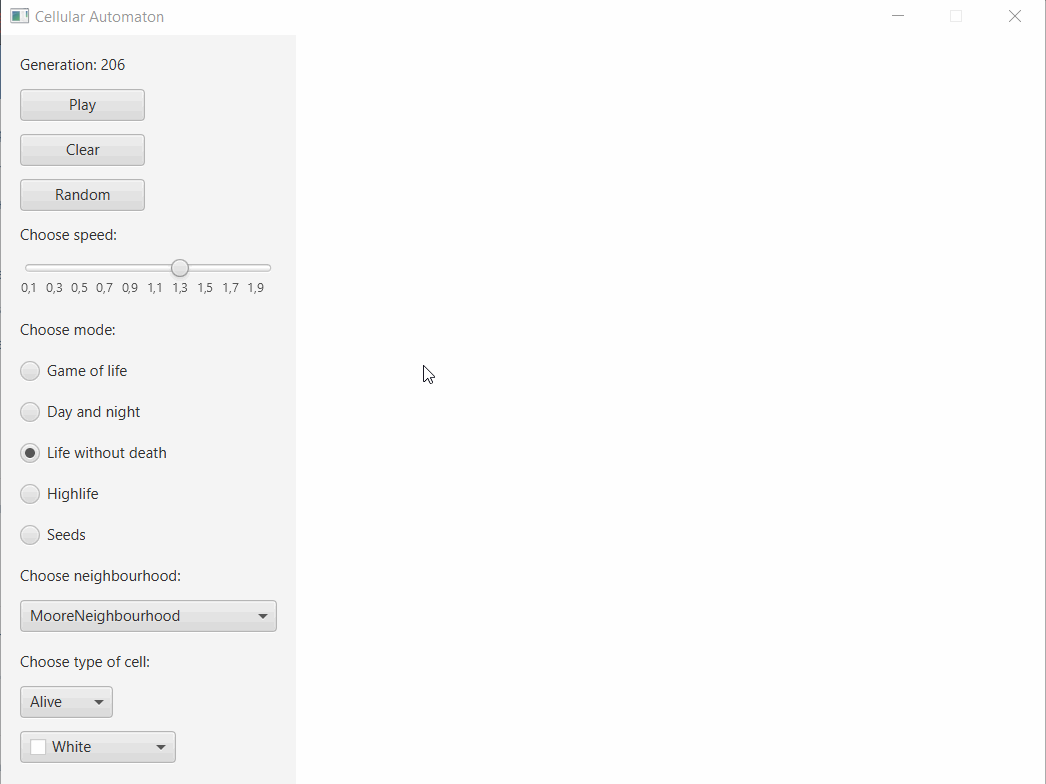 Cellular Automaton
Generation: 206
Play
Clear
Random
Choose speed:
0,1 0,3 0,5 0,7 0,9 1,1 1,3 1,5 1,7 1,9
Choose mode:
Game of life
Day and night
Life without death
Highlife
Seeds
Choose neighbourhood:
MooreNeighbourhood
Choose type of cell:
Alive
White